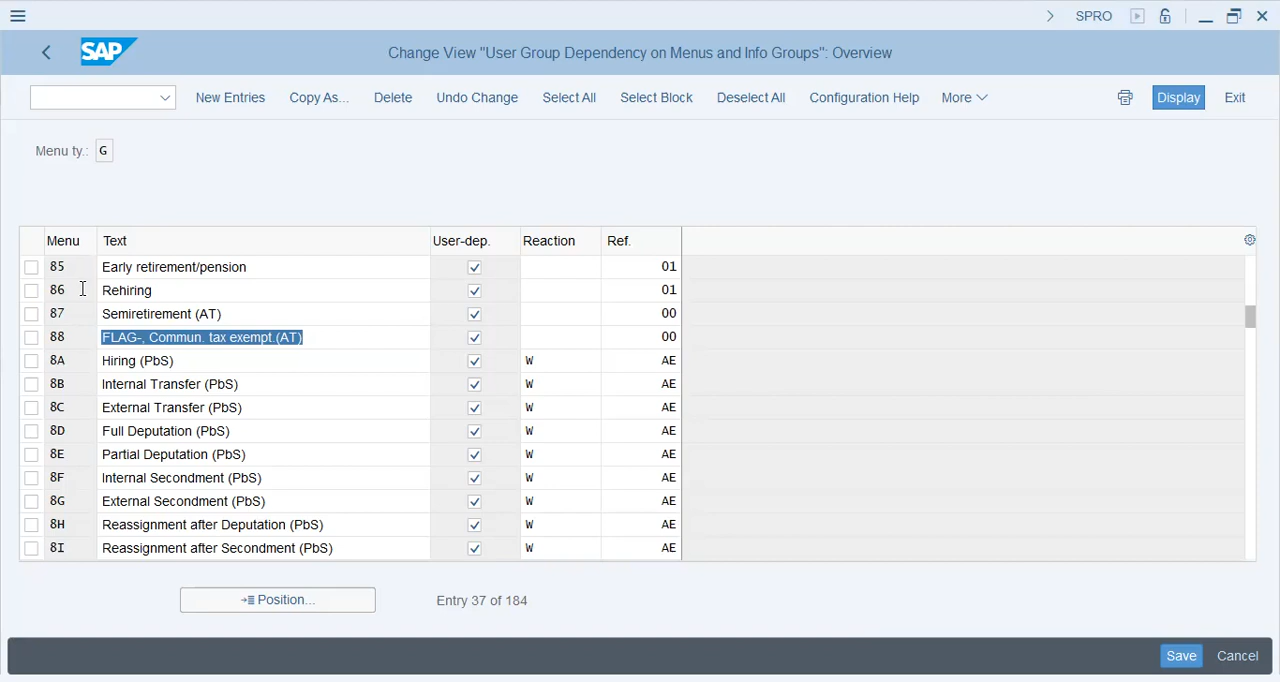 SPRO
SAP Change View "User Group Dependency on Menus and Info Groups": Overview
New Entries Copy As... Delete Undo Change Select All Select Block Deselect All Configuration Help More Display Exit
Menu ty.: G
Menu Text User-dep. Reaction Ref.
85 Early retirement/pension 01
86 Rehiring 01
87 Semiretirement (AT) 00
88 FLAG-, Commun. tax exempt.(AT) 00
8A Hiring (PbS) W AE
8B Internal Transfer (PbS) W AE
8C External Transfer (PbS) W AE
8D Full Deputation (PbS) W AE
8E Partial Deputation (PbS) W AE
8F Internal Secondment (PbS) W AE
8G External Secondment (PbS) W AE
8H Reassignment after Deputation (PbS) W AE
8I Reassignment after Secondment (PbS) W AE
Position... Entry 37 of 184
Save Cancel